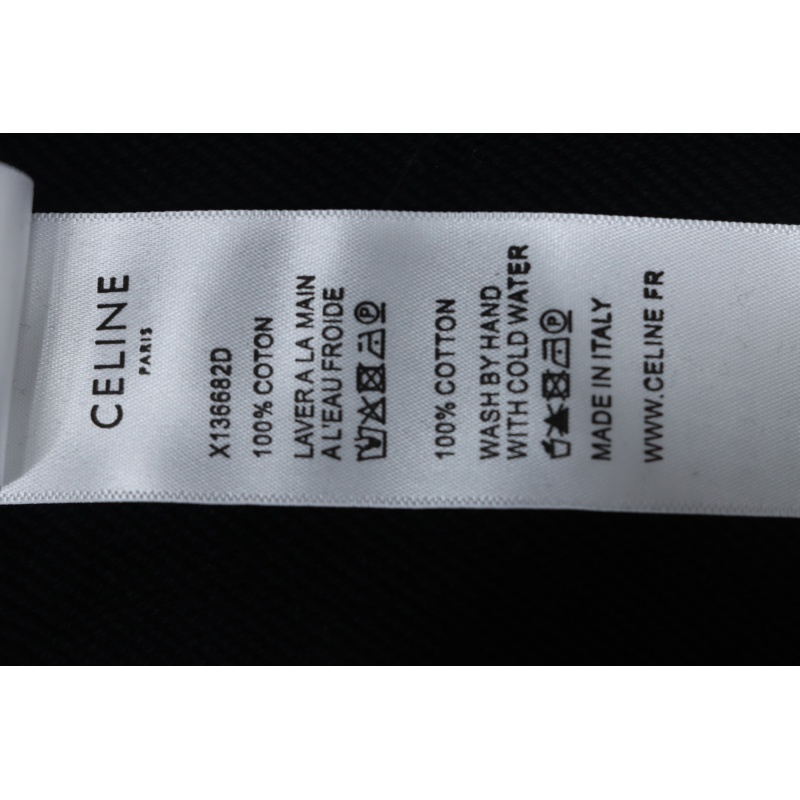 CELINE
PARIS
X136682D
100% COTON
LAVER A LA MAIN
A L'EAU FROIDE
P
100% COTTON
WASH BY HAND
WITH COLD WATER
P
MADE IN ITALY
WWW.CELINE FR